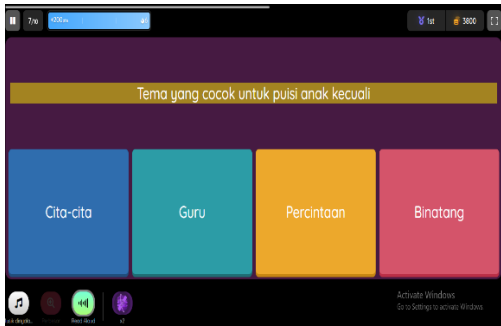 7/10
1st
3800
Tema yang cocok untuk puisi anak kecuali
Cita-cita
Guru
Percintaan
Binatang
Read Aloud
x7
Activate Windows
Go to Settings to activate Windows.